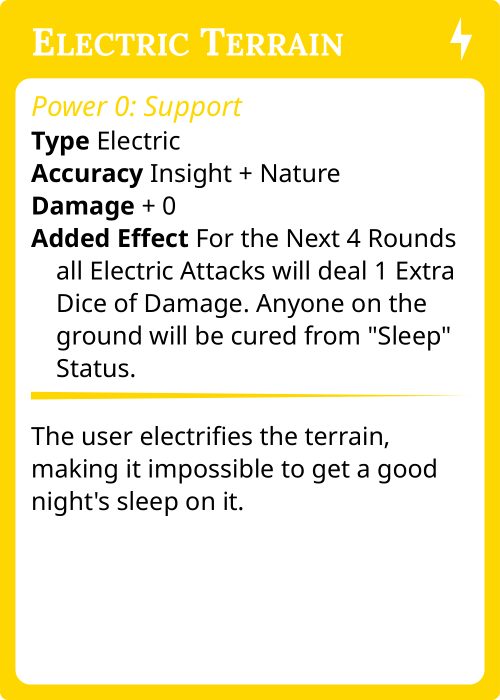 Electric Terrain
Power 0: Support
Type Electric
Accuracy Insight + Nature
Damage + 0
Added Effect For the Next 4 Rounds
all Electric Attacks will deal 1 Extra
Dice of Damage. Anyone on the
ground will be cured from "Sleep"
Status.
The user electrifies the terrain,
making it impossible to get a good
night's sleep on it.